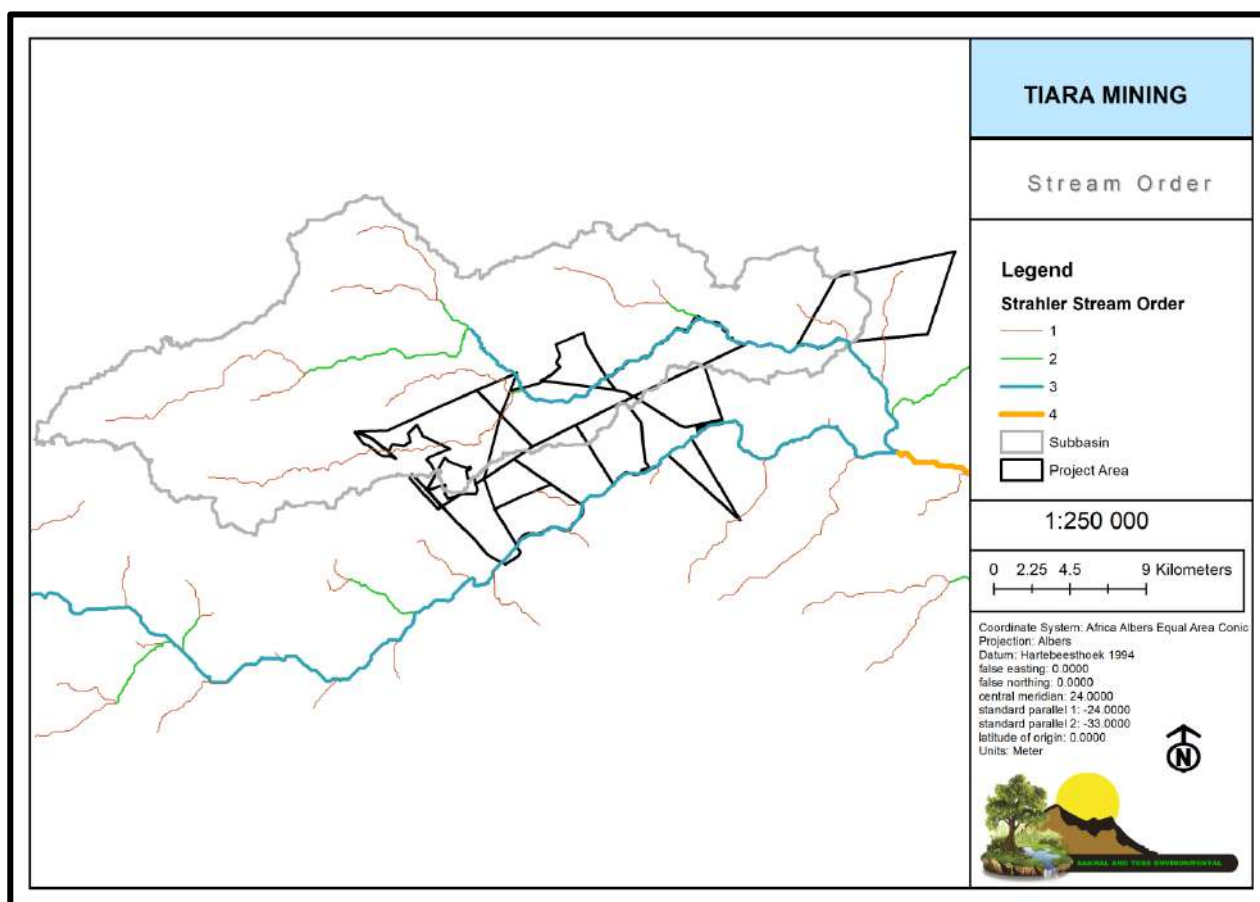 TIARA MINING
Stream Order
Legend
Strahler Stream Order
1
2
3
4
Subbasin
Project Area
1:250 000
0 2.25 4.5 9 Kilometers
Coordinate System: Africa Albers Equal Area Conic
Projection: Albers
Datum: Hartebeesthoek 1994
false easting: 0.0000
false northing: 0.0000
central meridian: 24.0000
standard parallel 1: -24.0000
standard parallel 2: -33.0000
latitude of origin: 0.0000
Units: Meter
N
AND ENVIRONMENTAL